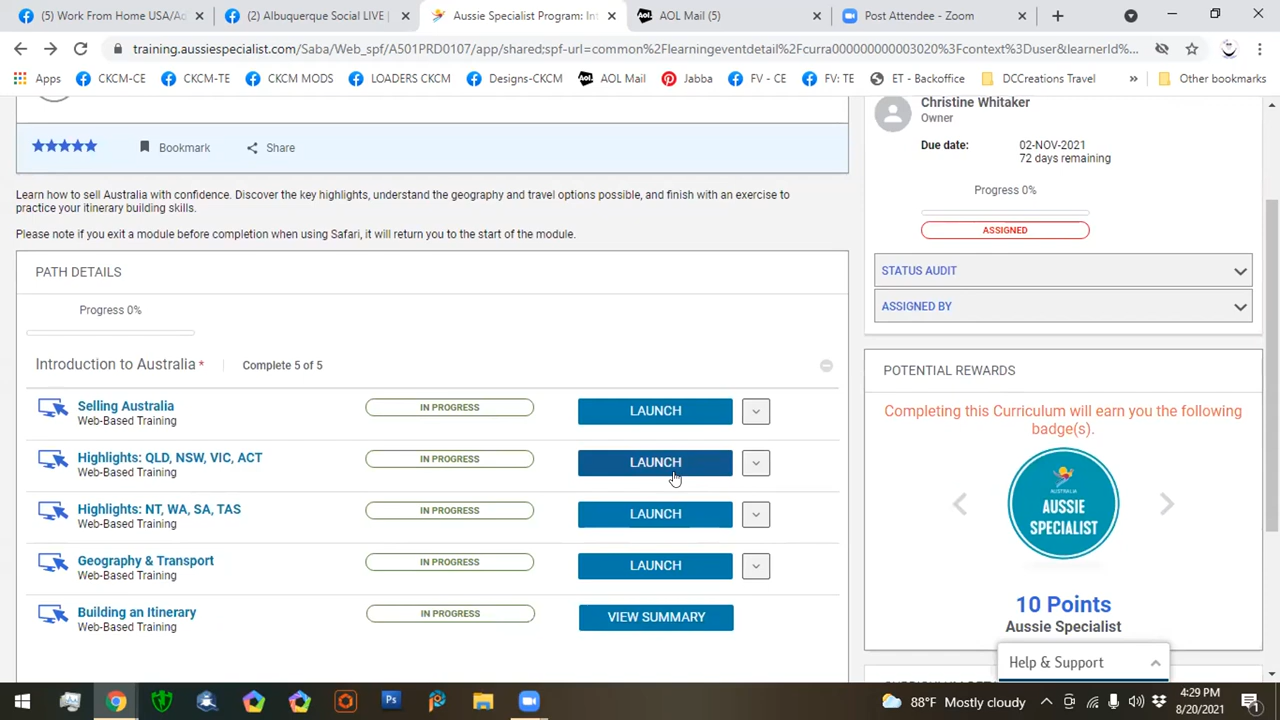 (5) Work From Home USA/Ao
(2) Albuquerque Social LIVE |
Aussie Specialist Program: Int
AOL Mail (5)
Post Attendee - Zoom
training.aussiespecialist.com/Saba/Web_spf/A501PRD0107/app/shared;spf-url=common%2Flearningeventdetail%2Fcurra000000000003020%3Fcontext%3Duser&learnerId%...
Apps
CKCM-CE
CKCM-TE
CKCM MODS
LOADERS CKCM
Designs-CKCM
AOL Mail
Jabba
FV - CE
FV: TE
ET - Backoffice
DCCreations Travel
»
Other bookmarks
Bookmark
Share
Learn how to sell Australia with confidence. Discover the key highlights, understand the geography and travel options possible, and finish with an exercise to
practice your itinerary building skills.
Please note if you exit a module before completion when using Safari, it will return you to the start of the module.
PATH DETAILS
Progress 0%
Introduction to Australia *
Complete 5 of 5
Selling Australia
Web-Based Training
IN PROGRESS
LAUNCH
Highlights: QLD, NSW, VIC, ACT
Web-Based Training
IN PROGRESS
LAUNCH
Highlights: NT, WA, SA, TAS
Web-Based Training
IN PROGRESS
LAUNCH
Geography & Transport
Web-Based Training
IN PROGRESS
LAUNCH
Building an Itinerary
Web-Based Training
IN PROGRESS
VIEW SUMMARY
Christine Whitaker
Owner
Due date:
02-NOV-2021
72 days remaining
Progress 0%
ASSIGNED
STATUS AUDIT
ASSIGNED BY
POTENTIAL REWARDS
Completing this Curriculum will earn you the following
badge(s).
AUSTRALIA
AUSSIE
SPECIALIST
10 Points
Aussie Specialist
Help & Support
88°F Mostly cloudy
4:29 PM
8/20/2021